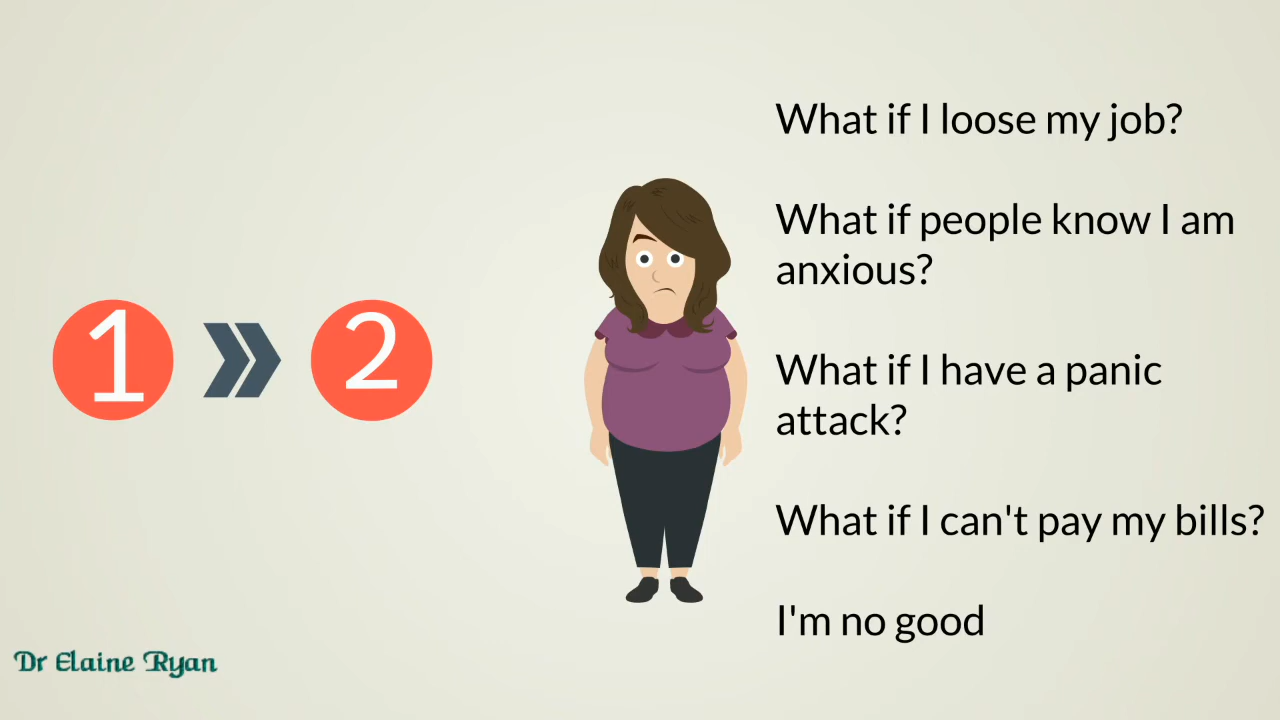 1
2
What if I loose my job?
What if people know I am
anxious?
What if I have a panic
attack?
What if I can't pay my bills?
I'm no good
Dr Elaine Ryan